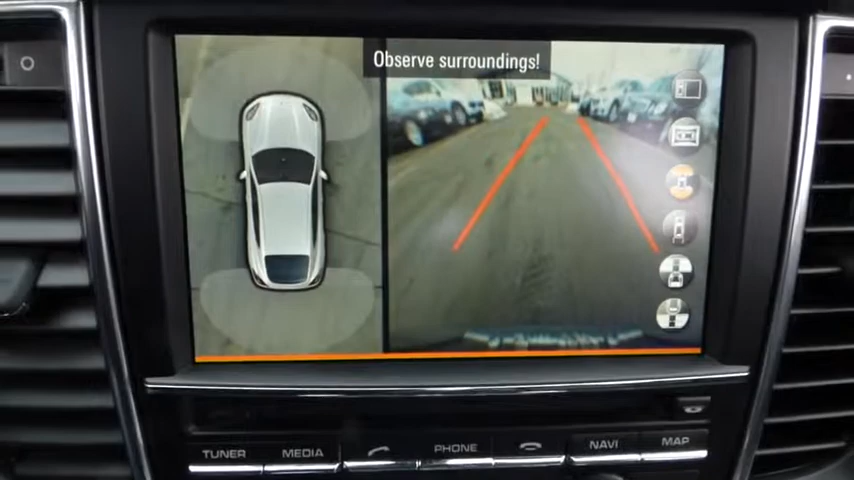 Observe surroundings!
TUNER
MEDIA
PHONE
NAVI
MAP